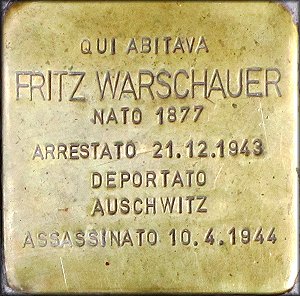 QUI ABITAVA
FRITZ WARSCHAUER
NATO 1877
ARRESTATO 21.12.1943
DEPORTATO
AUSCHWITZ
ASSASSINATO 10.4.1944